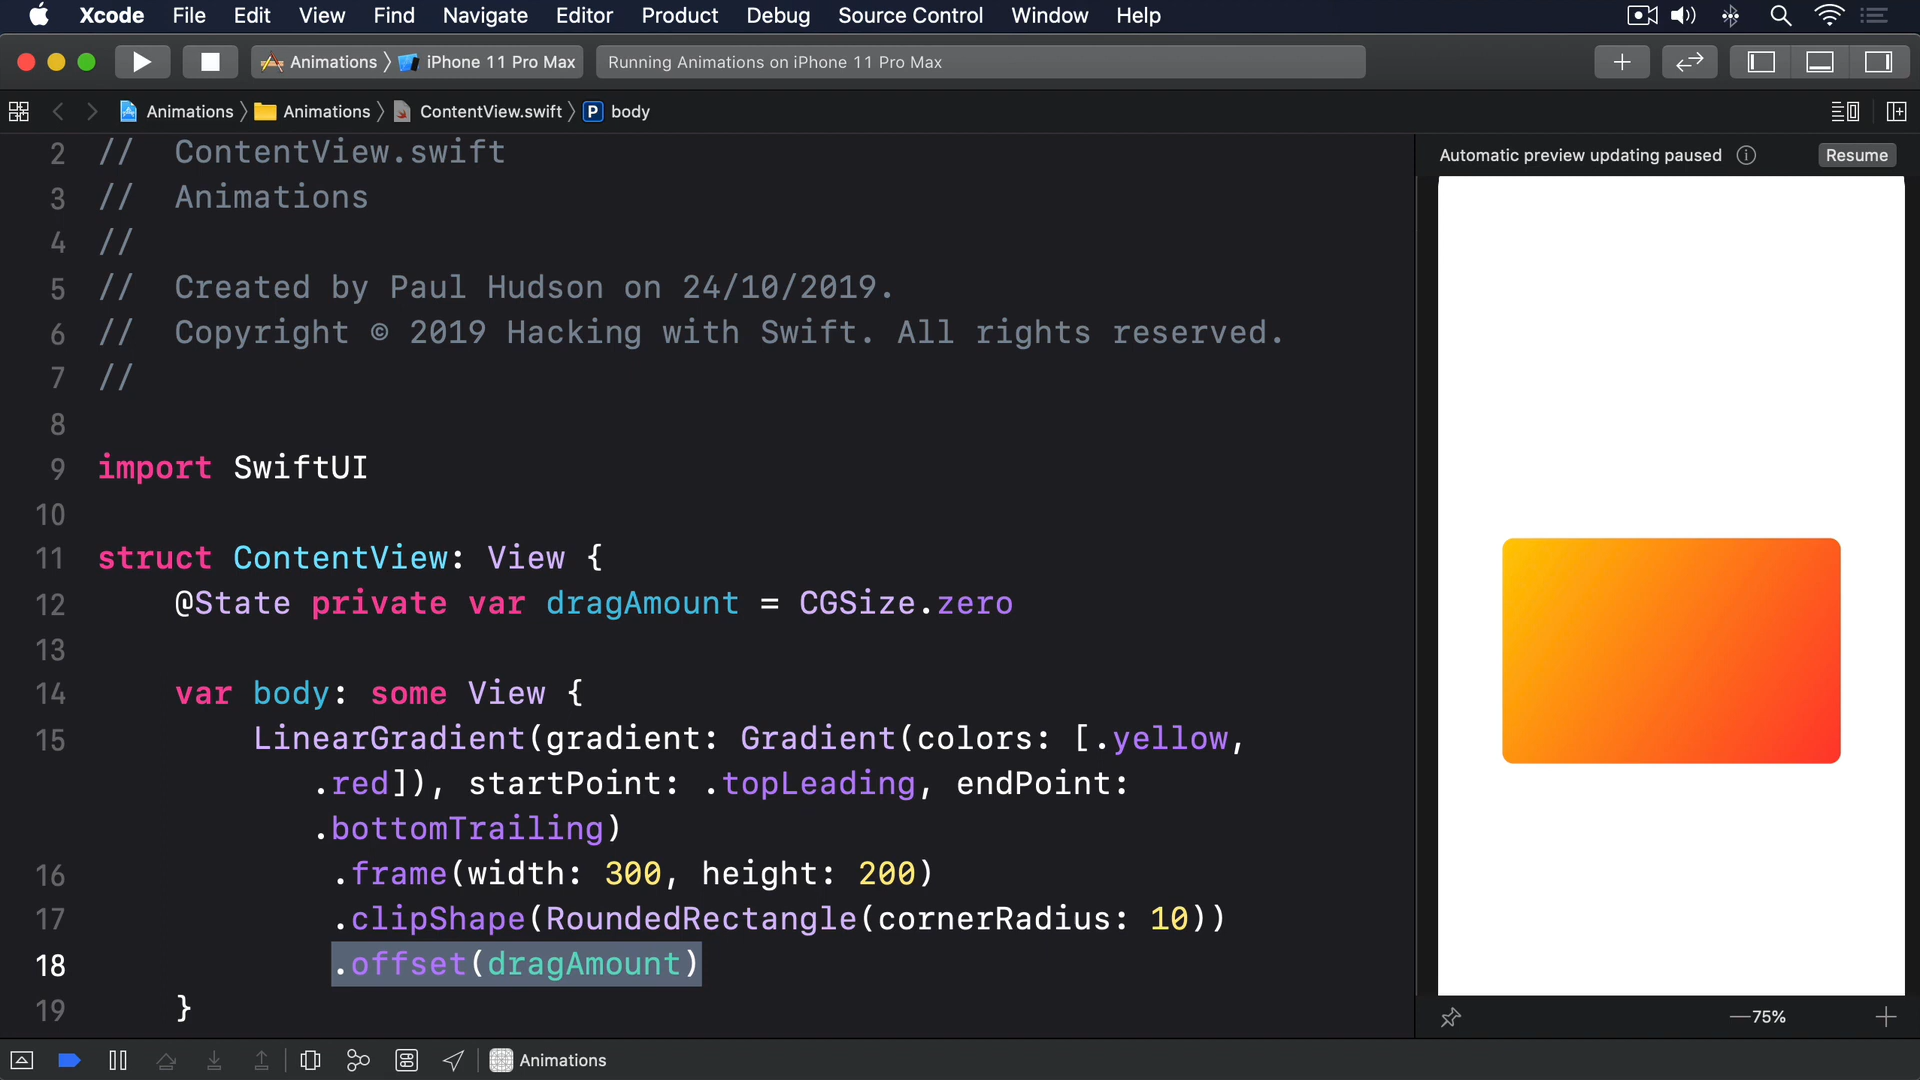 Xcode File Edit View Find Navigate Editor Product Debug Source Control Window Help
Animations 〉 iPhone 11 Pro Max Running Animations on iPhone 11 Pro Max
Animations 〉 Animations 〉 ContentView.swift 〉 P body
Automatic preview updating paused Resume
2 //  ContentView.swift
3 //  Animations
4 //
5 //  Created by Paul Hudson on 24/10/2019.
6 //  Copyright © 2019 Hacking with Swift. All rights reserved.
7 //
8
9 import SwiftUI
10
11 struct ContentView: View {
12     @State private var dragAmount = CGSize.zero
13
14     var body: some View {
15         LinearGradient(gradient: Gradient(colors: [.yellow,
.red]), startPoint: .topLeading, endPoint:
.bottomTrailing)
16             .frame(width: 300, height: 200)
17             .clipShape(RoundedRectangle(cornerRadius: 10))
18             .offset(dragAmount)
19     }
75%
Animations